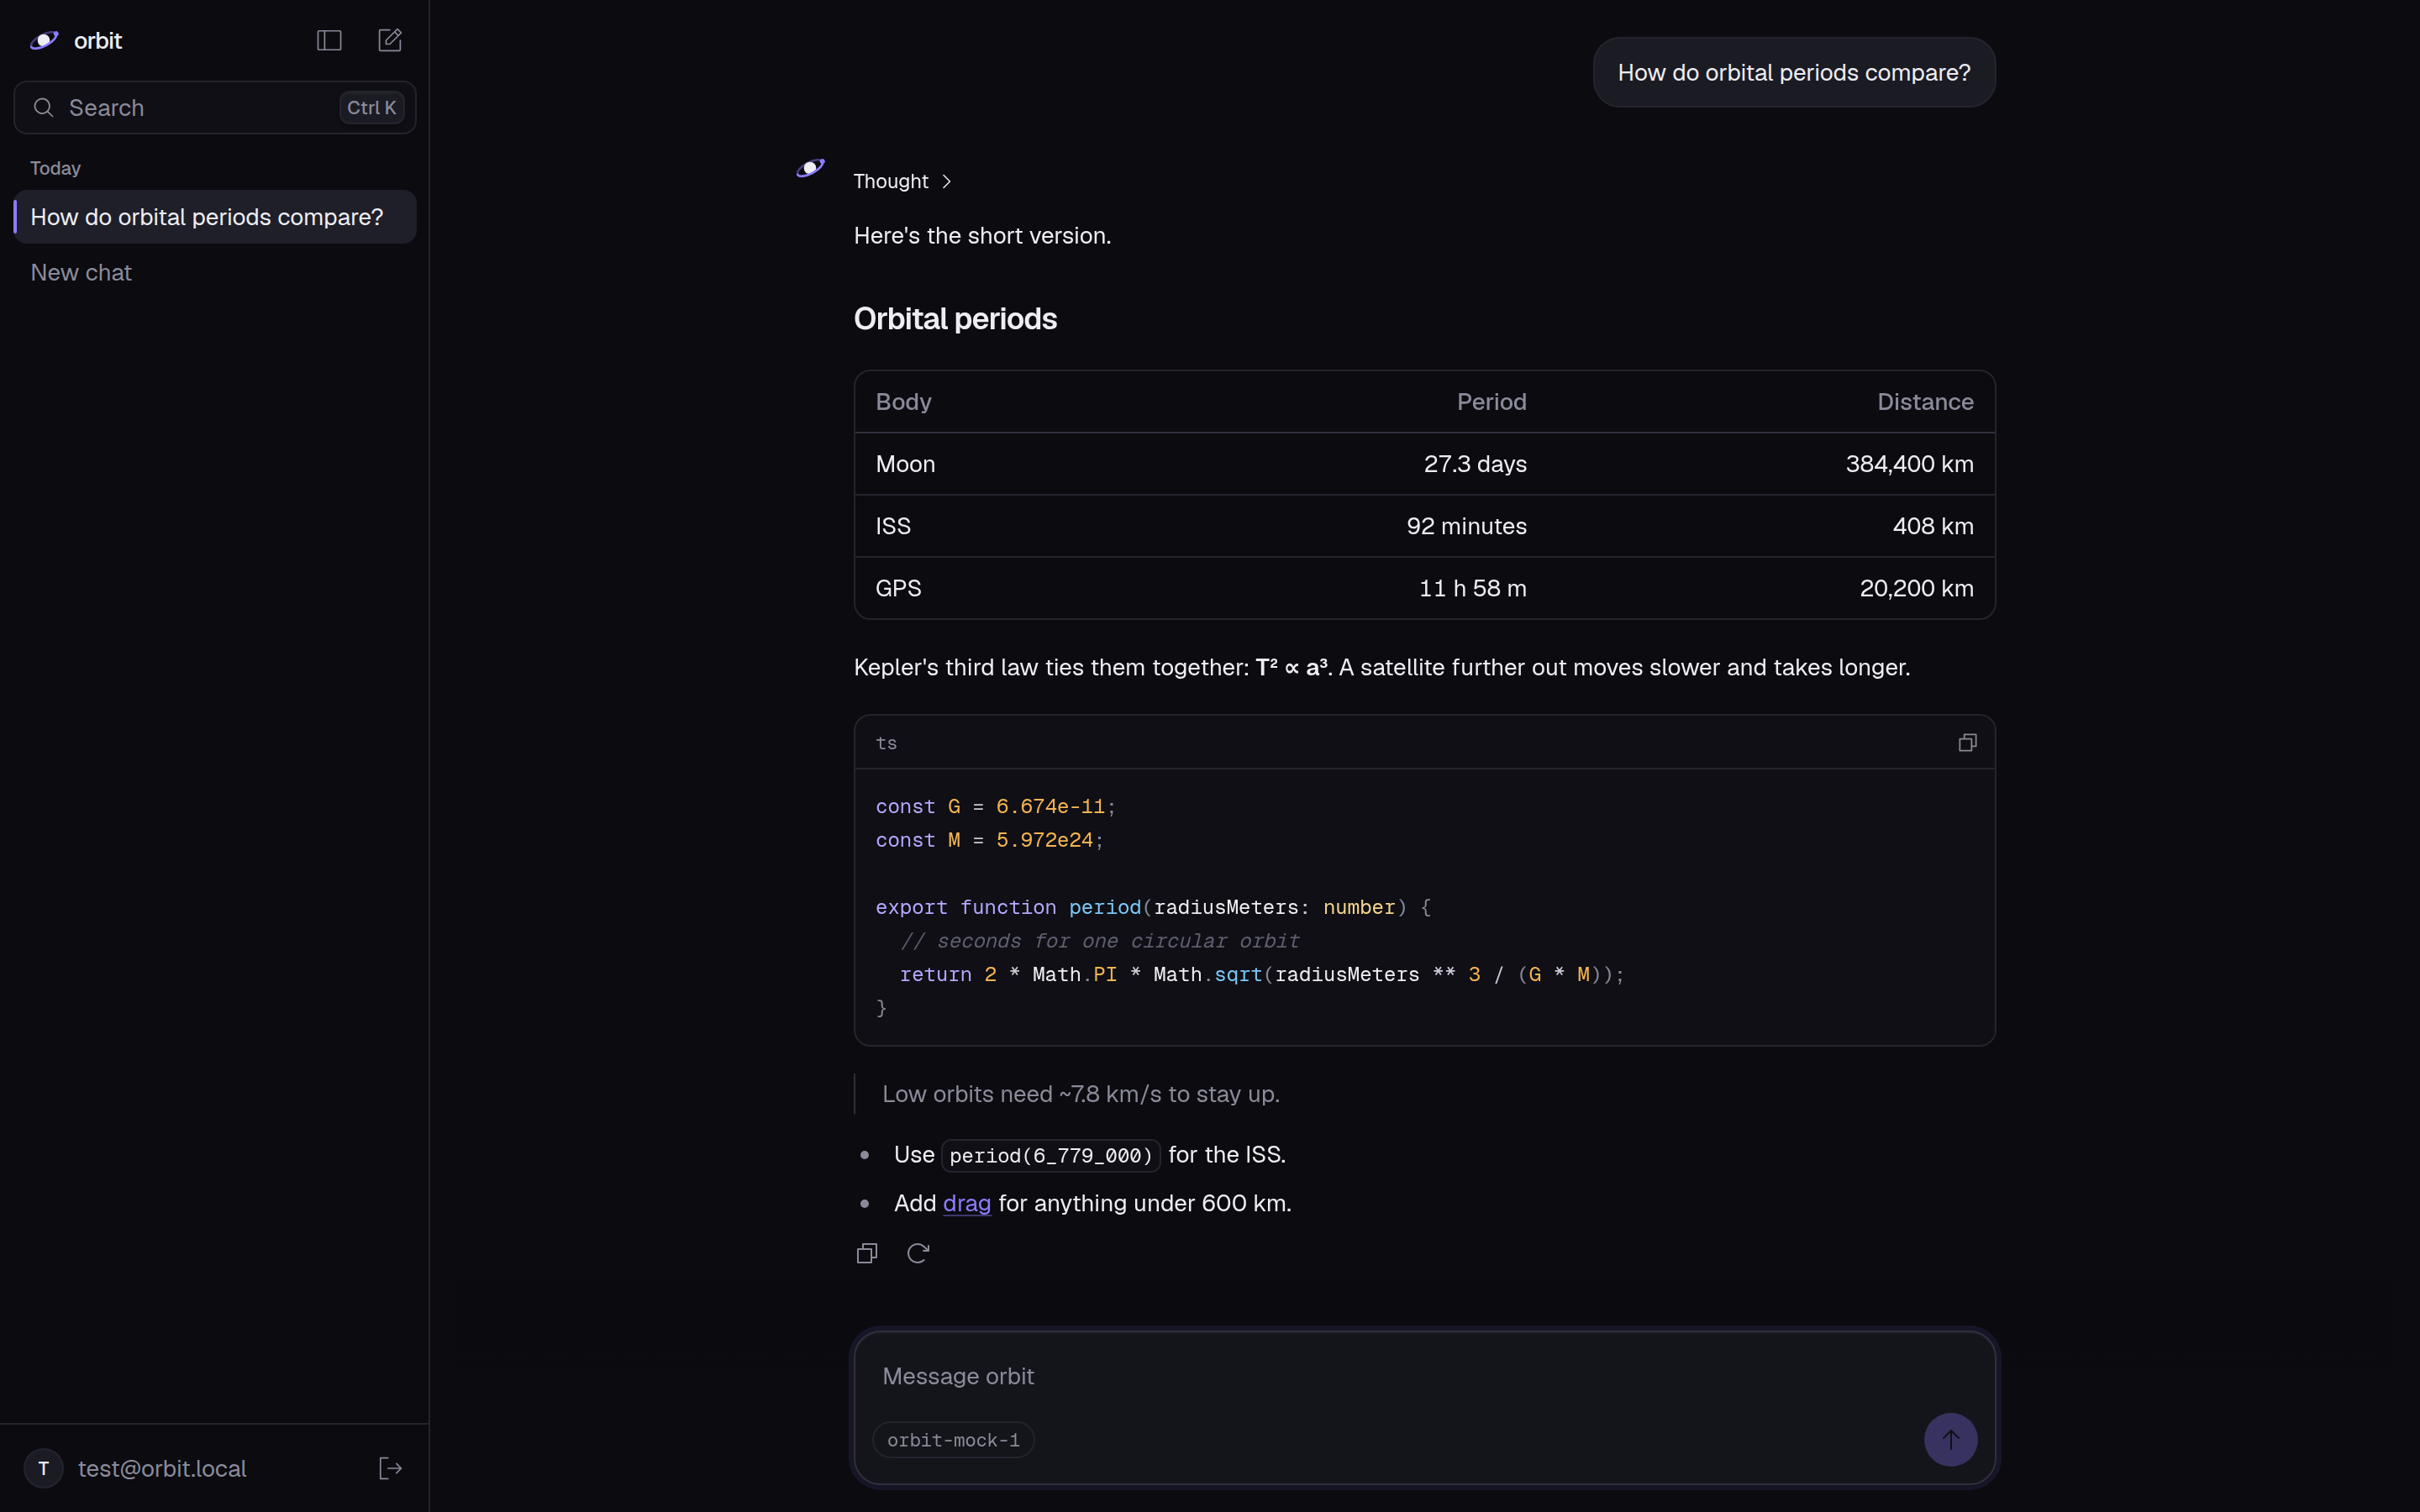 orbit
Search
Ctrl K
Today
How do orbital periods compare?
New chat
T
test@orbit.local
How do orbital periods compare?
Thought
Here's the short version.
Orbital periods
Body Period Distance
Moon 27.3 days 384,400 km
ISS 92 minutes 408 km
GPS 11 h 58 m 20,200 km
Kepler's third law ties them together: T² ∝ a³. A satellite further out moves slower and takes longer.
ts
const G = 6.674e-11;
const M = 5.972e24;
export function period(radiusMeters: number) {
  // seconds for one circular orbit
  return 2 * Math.PI * Math.sqrt(radiusMeters ** 3 / (G * M));
}
Low orbits need ~7.8 km/s to stay up.
• Use period(6_779_000) for the ISS.
• Add drag for anything under 600 km.
Message orbit
orbit-mock-1